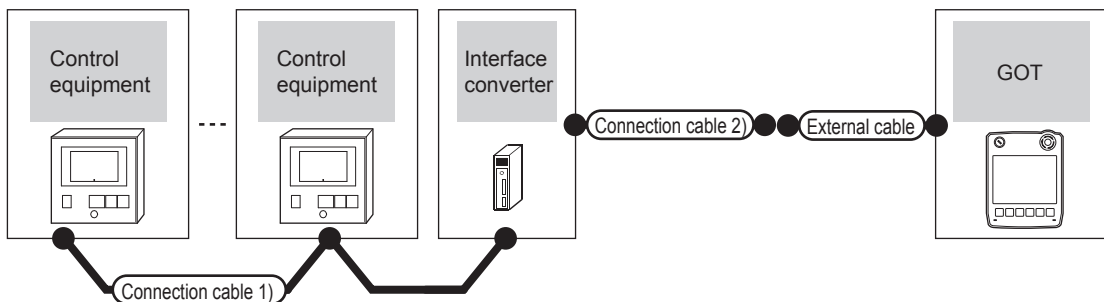 Control
equipment
Control
equipment
Interface
converter
GOT
Connection cable 2)
External cable
Connection cable 1)